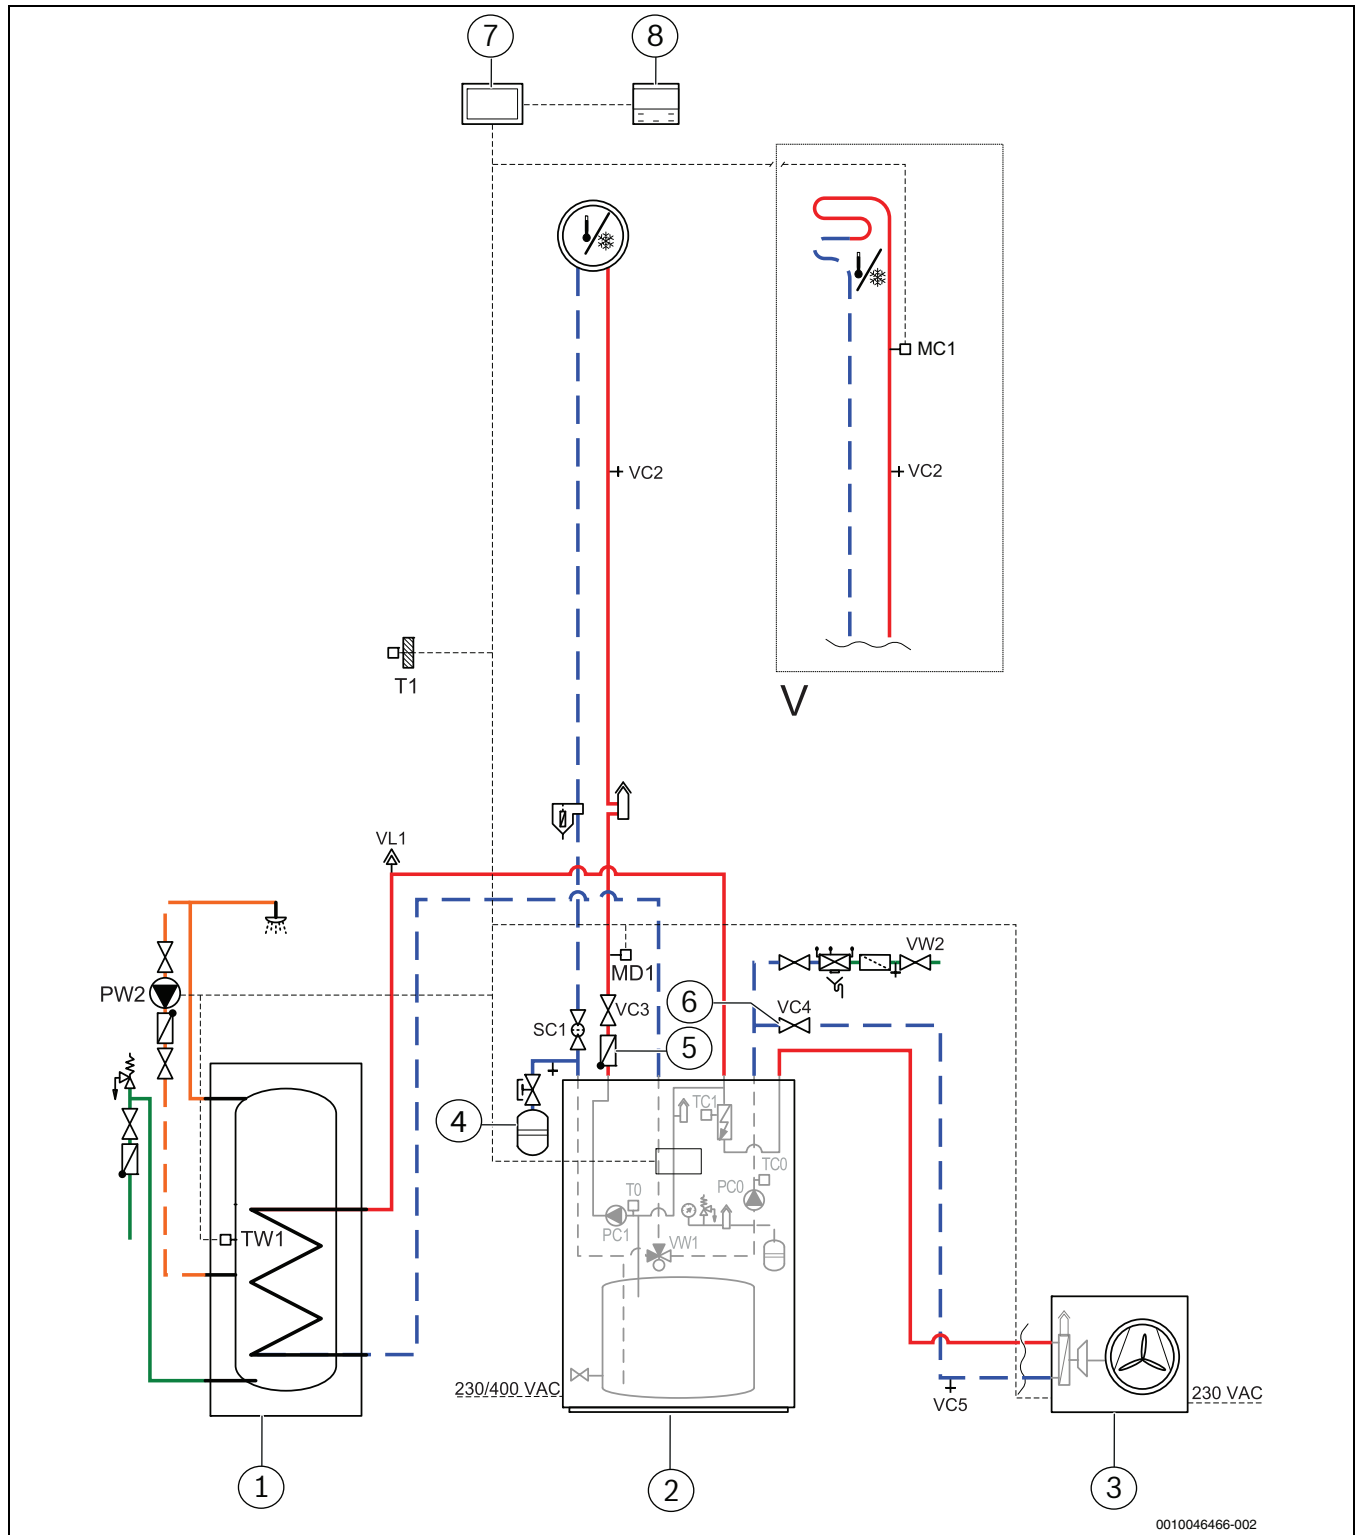 7
8
MC1
VC2
VC2
T1
V
VL1
VW2
MD1
PW2
6
VC4
VC3
SC1
5
4
TC1
TC0
T0
PC0
PC1
VW1
TW1
230/400 VAC
VC5
230 VAC
1
2
3
0010046466-002